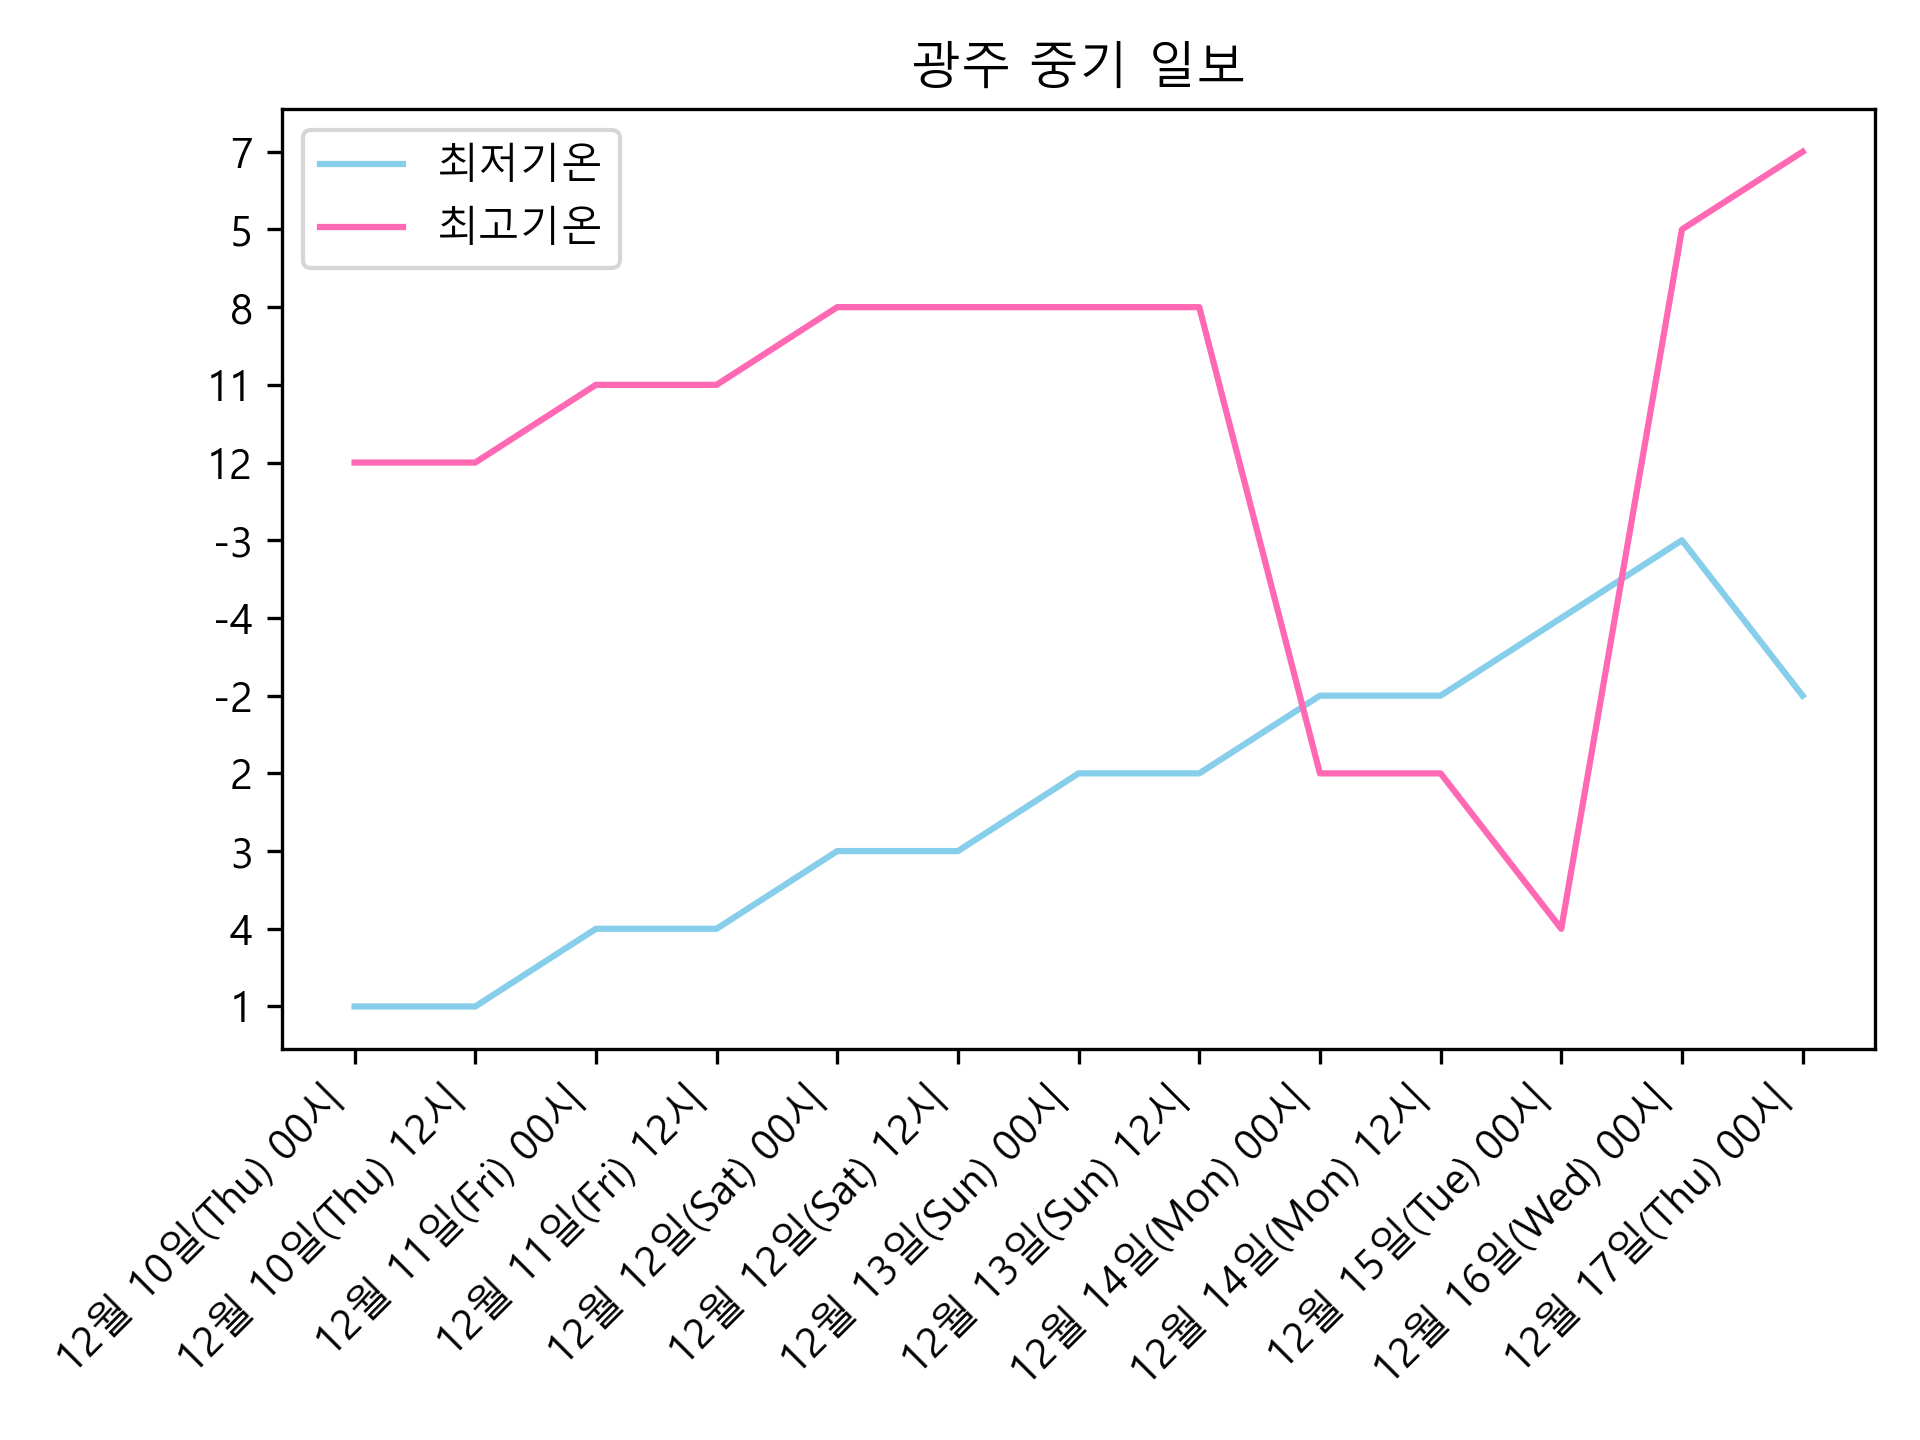 광주 중기 일보
최저기온
최고기온
7
5
8
11
12
-3
-4
-2
2
3
4
1
12월 10일(Thu) 00시
12월 10일(Thu) 12시
12월 11일(Fri) 00시
12월 11일(Fri) 12시
12월 12일(Sat) 00시
12월 12일(Sat) 12시
12월 13일(Sun) 00시
12월 13일(Sun) 12시
12월 14일(Mon) 00시
12월 14일(Mon) 12시
12월 15일(Tue) 00시
12월 16일(Wed) 00시
12월 17일(Thu) 00시